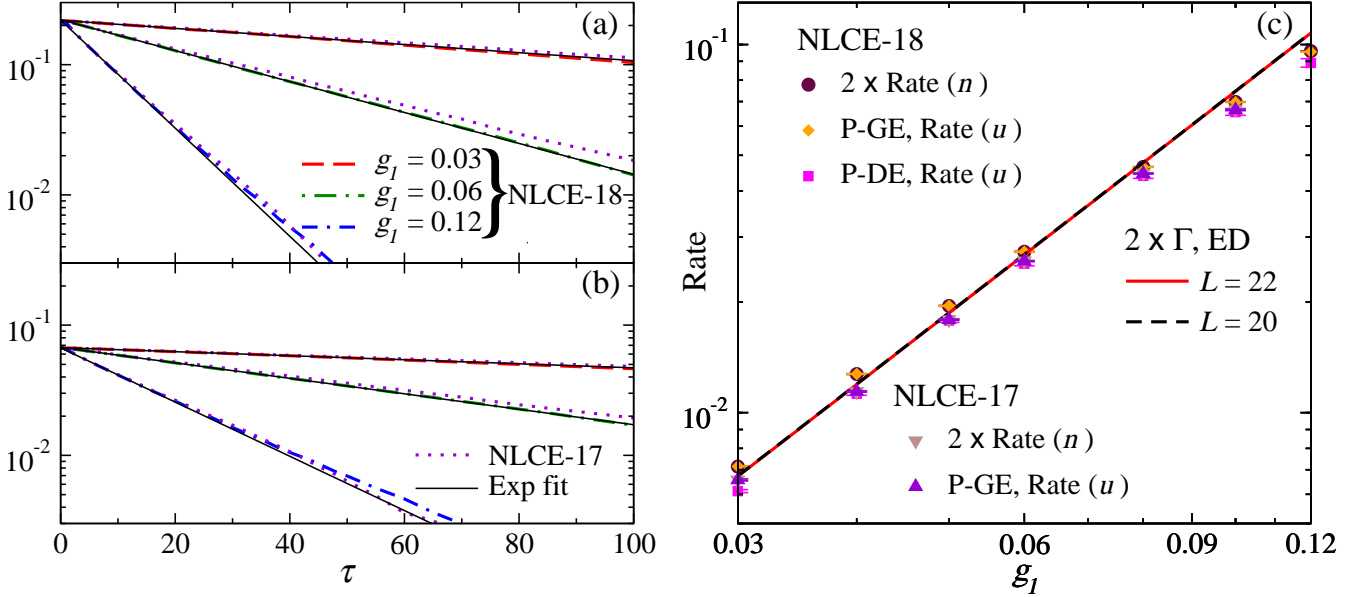 (a)
10⁻¹
10⁻²
g₁ = 0.03
g₁ = 0.06
g₁ = 0.12
} NLCE-18
(b)
10⁻¹
10⁻²
NLCE-17
Exp fit
0 20 40 60 80 100
τ
(c)
10⁻¹
10⁻²
Rate
NLCE-18
2 x Rate (n)
P-GE, Rate (u)
P-DE, Rate (u)
2 x Γ, ED
L = 22
L = 20
NLCE-17
2 x Rate (n)
P-GE, Rate (u)
0.03 0.06 0.09 0.12
g₁